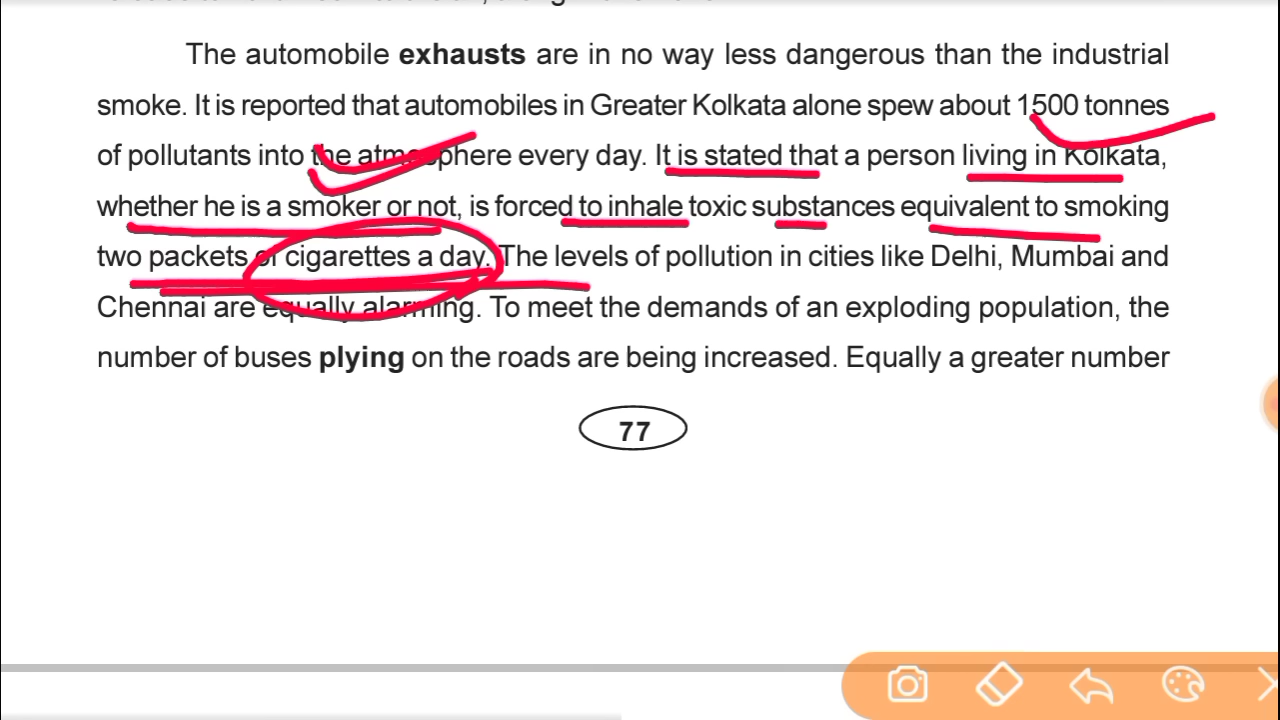 The automobile exhausts are in no way less dangerous than the industrial
smoke. It is reported that automobiles in Greater Kolkata alone spew about 1500 tonnes
of pollutants into the atmosphere every day. It is stated that a person living in Kolkata,
whether he is a smoker or not, is forced to inhale toxic substances equivalent to smoking
two packets of cigarettes a day. The levels of pollution in cities like Delhi, Mumbai and
Chennai are equally alarming. To meet the demands of an exploding population, the
number of buses plying on the roads are being increased. Equally a greater number
77